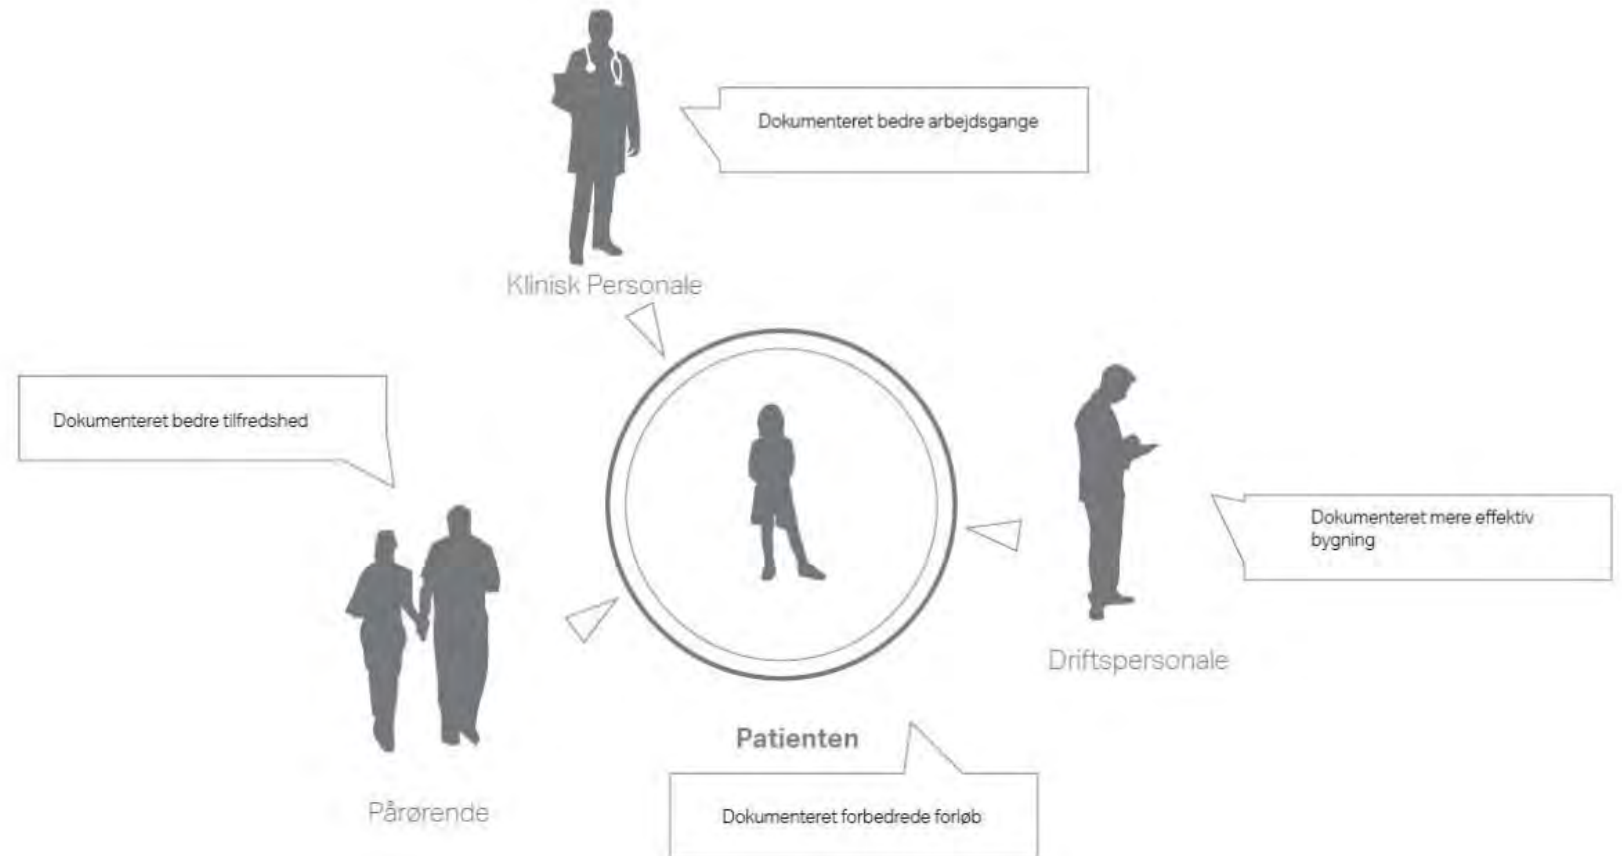 Dokumenteret bedre arbejdsgange
Klinisk Personale
Dokumenteret bedre tilfredshed
Dokumenteret mere effektiv
bygning
Driftspersonale
Patienten
Pårørende
Dokumenteret forbedrede forløb